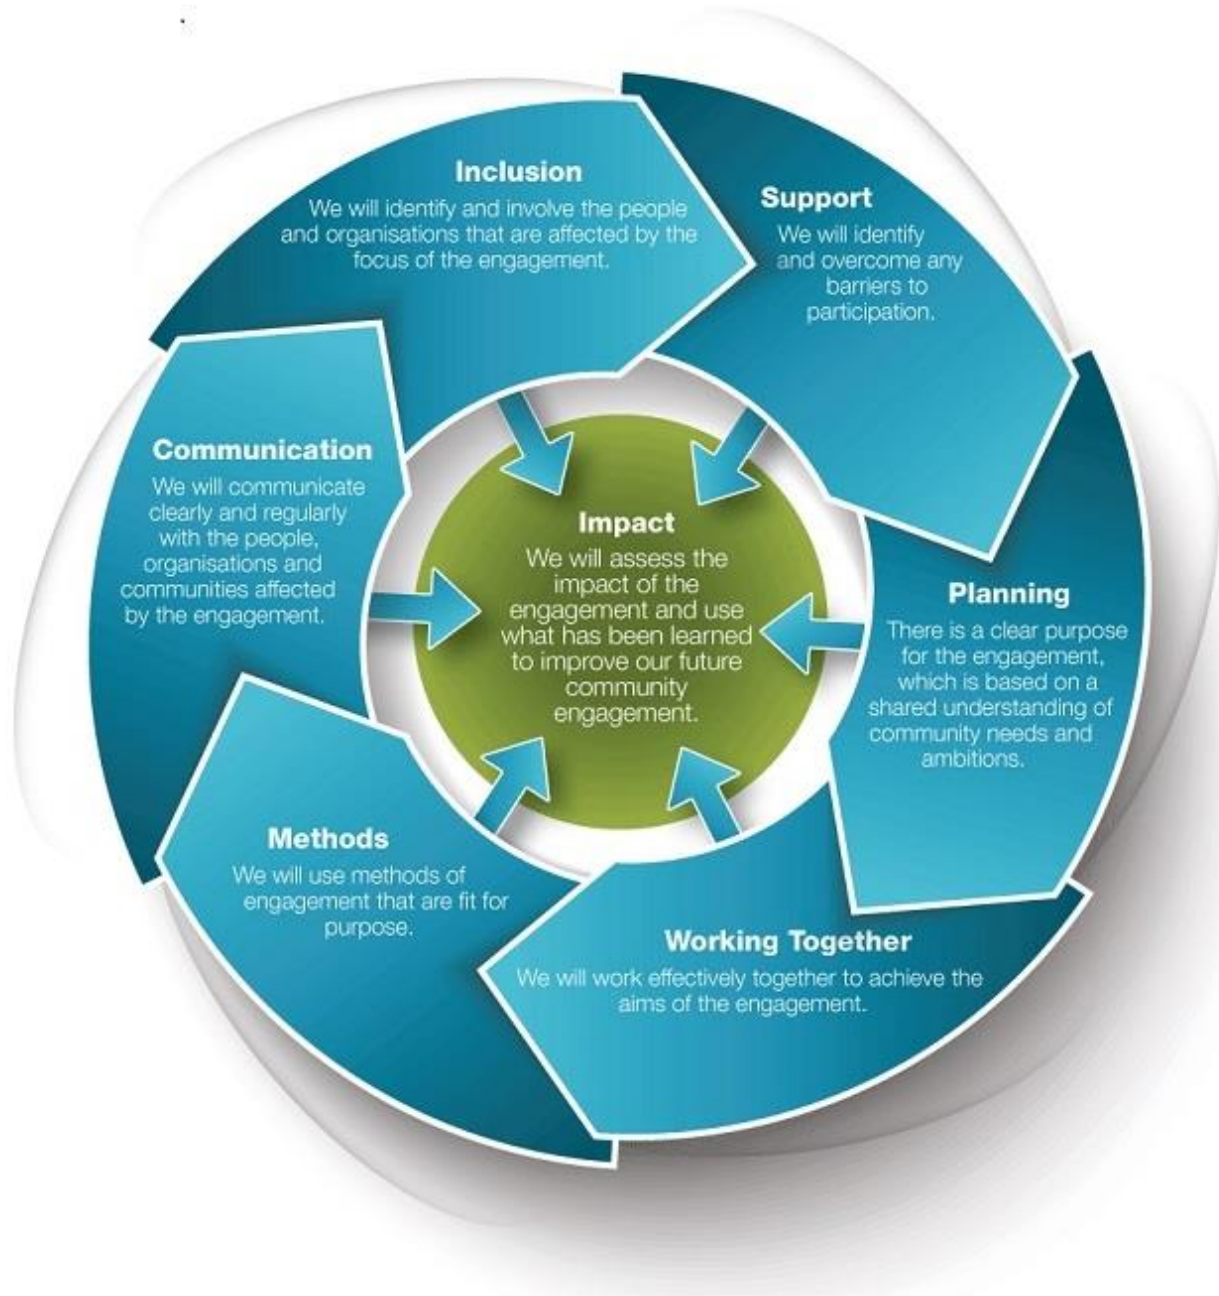 Inclusion
We will identify and involve the people
and organisations that are affected by the
focus of the engagement.
Support
We will identify
and overcome any
barriers to
participation.
Planning
There is a clear purpose
for the engagement,
which is based on a
shared understanding of
community needs and
ambitions.
Working Together
We will work effectively together to achieve the
aims of the engagement.
Methods
We will use methods of
engagement that are fit for
purpose.
Communication
We will communicate
clearly and regularly
with the people,
organisations and
communities affected
by the engagement.
Impact
We will assess the
impact of the
engagement and use
what has been learned
to improve our future
community
engagement.